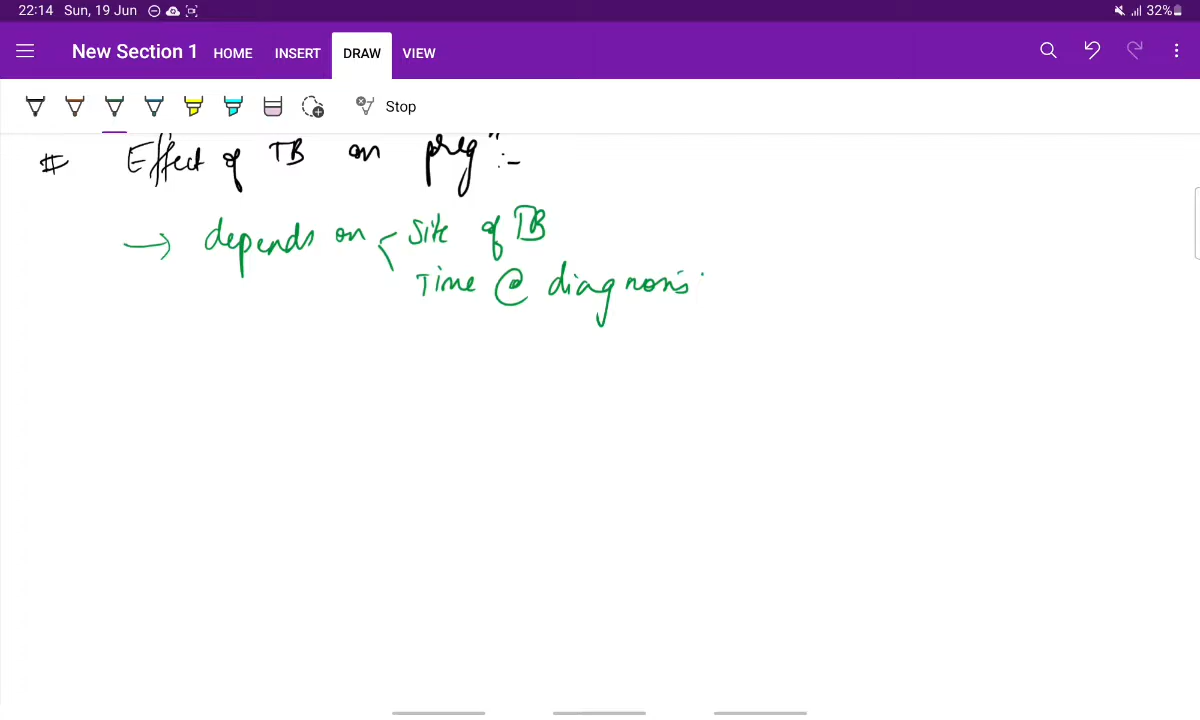 22:14 Sun, 19 Jun 32%
New Section 1 HOME INSERT DRAW VIEW
Stop
# Effect of TB on pregⁿ :-
→ depends on < Site of TB
Time @ diagnosis